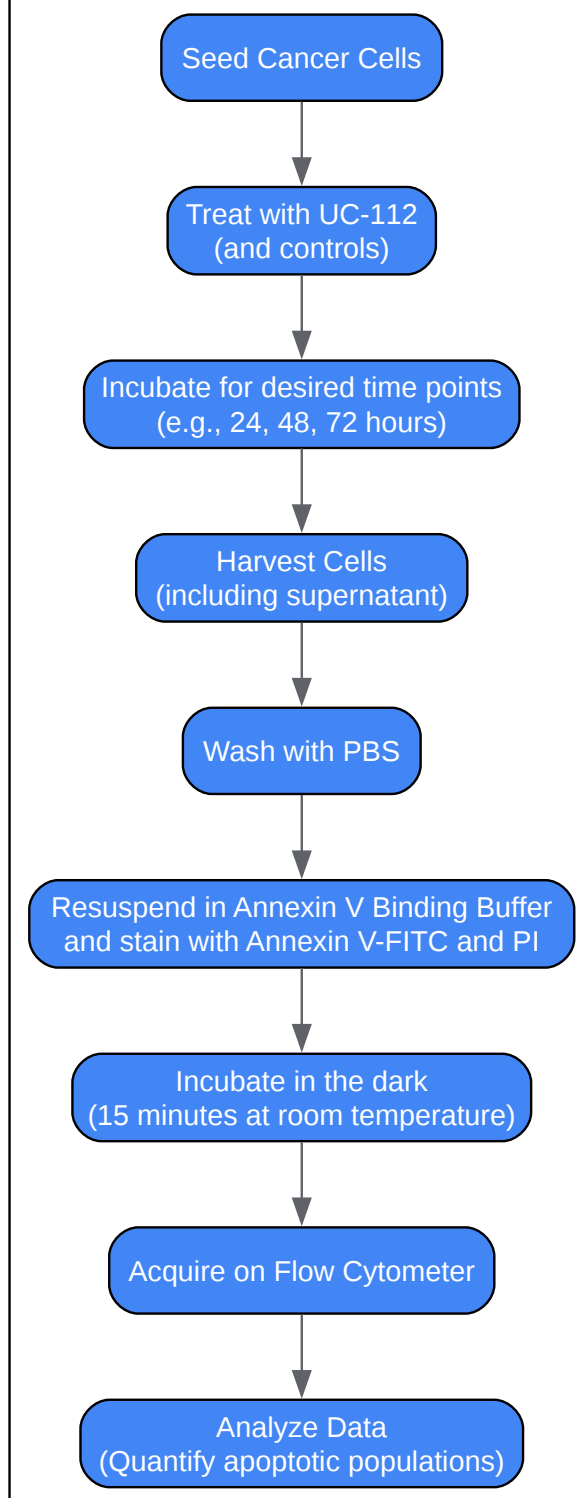 Seed Cancer Cells
Treat with UC-112
(and controls)
Incubate for desired time points
(e.g., 24, 48, 72 hours)
Harvest Cells
(including supernatant)
Wash with PBS
Resuspend in Annexin V Binding Buffer
and stain with Annexin V-FITC and PI
Incubate in the dark
(15 minutes at room temperature)
Acquire on Flow Cytometer
Analyze Data
(Quantify apoptotic populations)